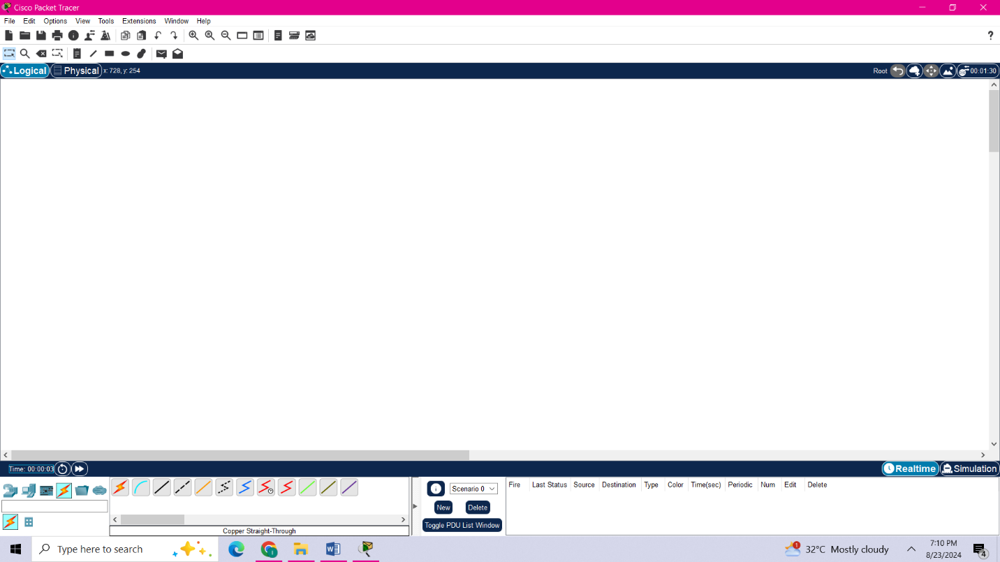 Cisco Packet Tracer
File Edit Options View Tools Extensions Window Help
?
Logical Physical x: 728, y: 254 Root 00:01:30
Time: 00:00:03 Realtime Simulation
Scenario 0 Fire Last Status Source Destination Type Color Time(sec) Periodic Num Edit Delete
New Delete
Toggle PDU List Window
Copper Straight-Through
Type here to search 1 32°C Mostly cloudy 7:10 PM 4
8/23/2024